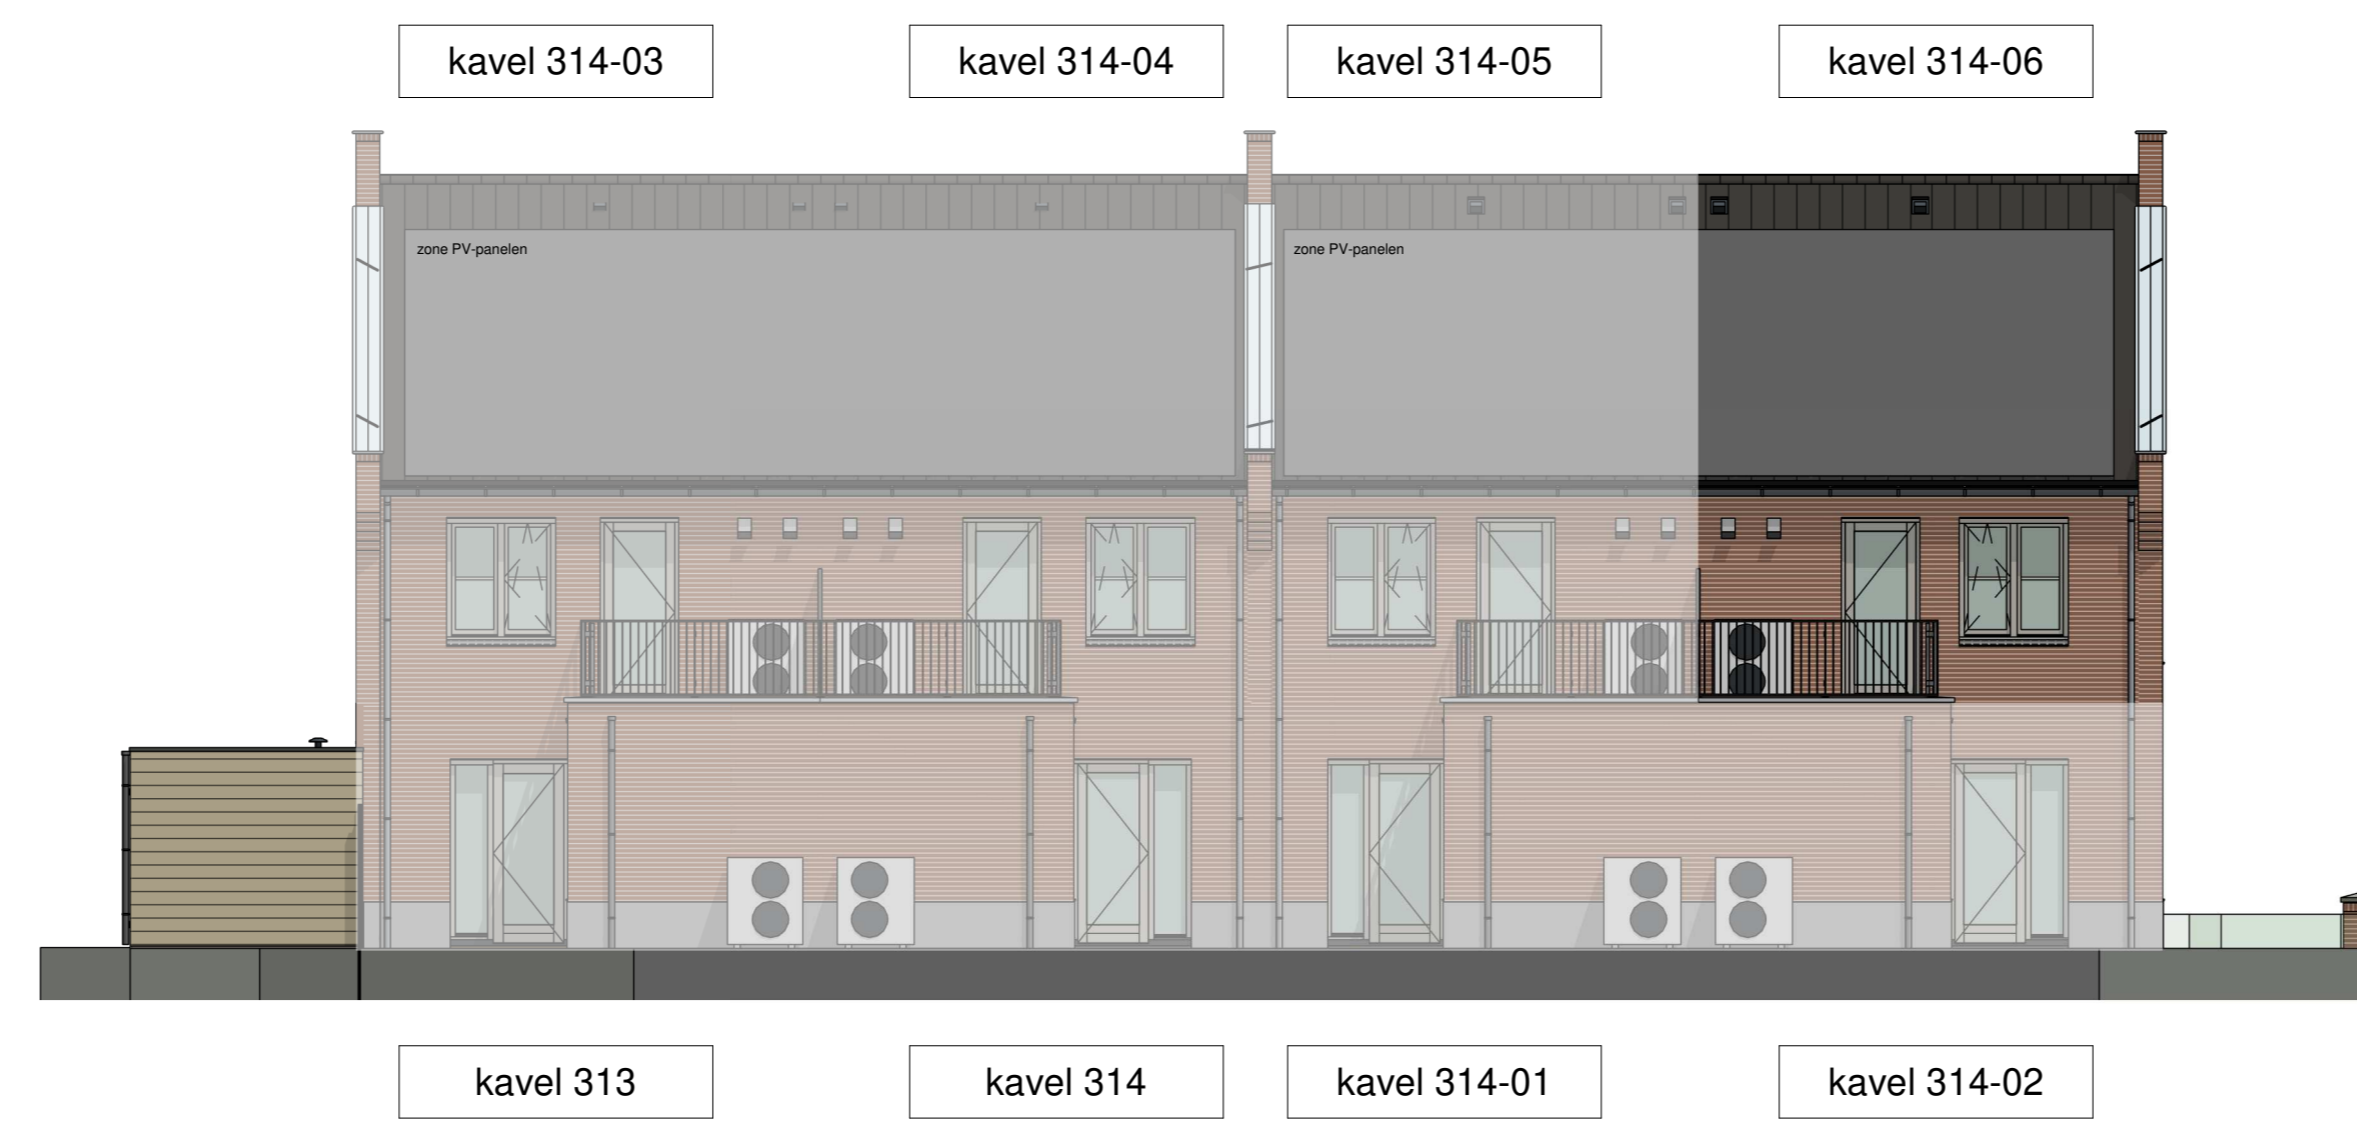 kavel 314-03
kavel 314-04
kavel 314-05
kavel 314-06
zone PV-panelen
zone PV-panelen
kavel 313
kavel 314
kavel 314-01
kavel 314-02